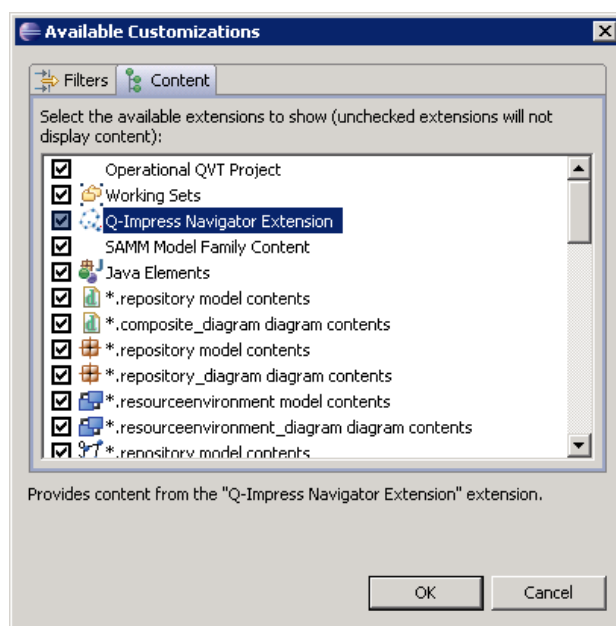 Available Customizations
Filters
Content
Select the available extensions to show (unchecked extensions will not
display content):
Operational QVT Project
Working Sets
Q-Impress Navigator Extension
SAMM Model Family Content
Java Elements
*.repository model contents
*.composite_diagram diagram contents
*.repository model contents
*.repository_diagram diagram contents
*.resourceenvironment model contents
*.resourceenvironment_diagram diagram contents
*.repository model contents
Provides content from the "Q-Impress Navigator Extension" extension.
OK
Cancel